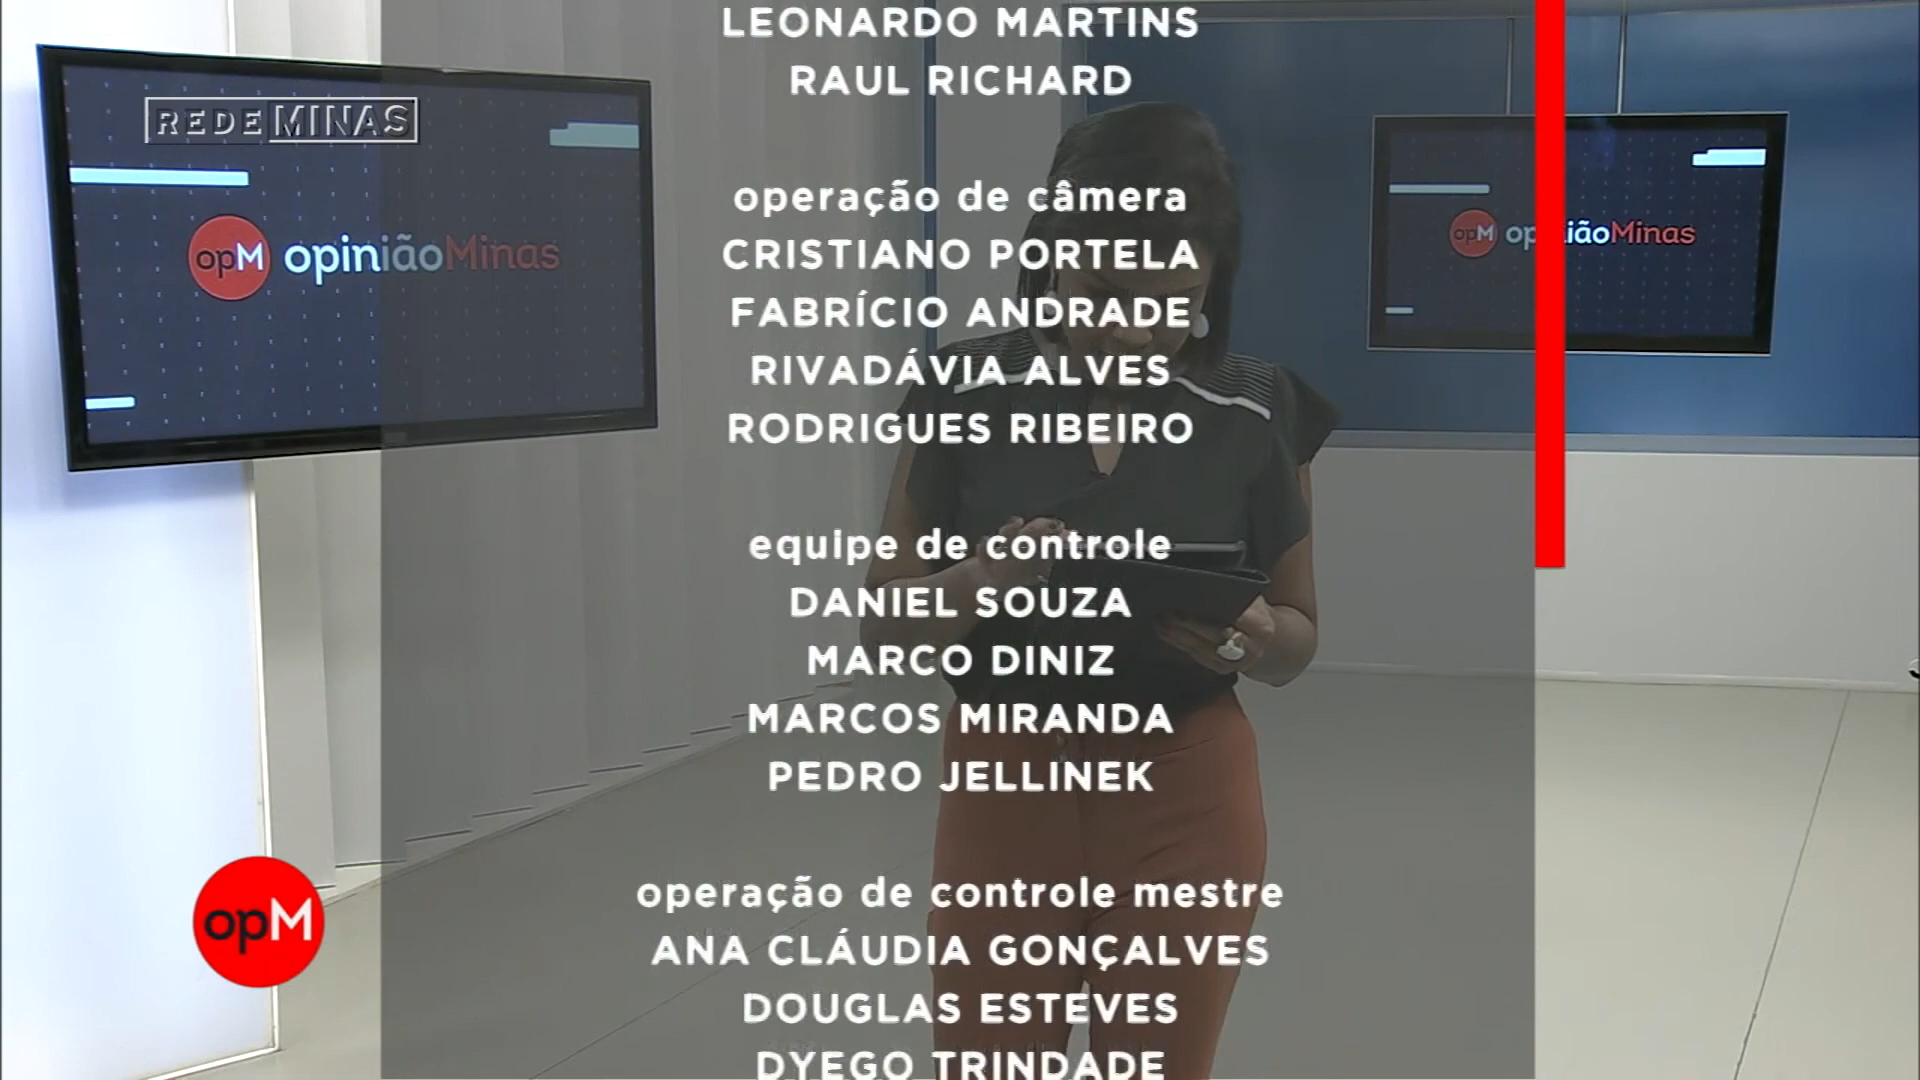 LEONARDO MARTINS
RAUL RICHARD
REDE MINAS
opM opiniãoMinas
opM opiniãoMinas
operação de câmera
CRISTIANO PORTELA
FABRÍCIO ANDRADE
RIVADÁVIA ALVES
RODRIGUES RIBEIRO
equipe de controle
DANIEL SOUZA
MARCO DINIZ
MARCOS MIRANDA
PEDRO JELLINEK
opM
operação de controle mestre
ANA CLÁUDIA GONÇALVES
DOUGLAS ESTEVES
DYEGO TRINDADE